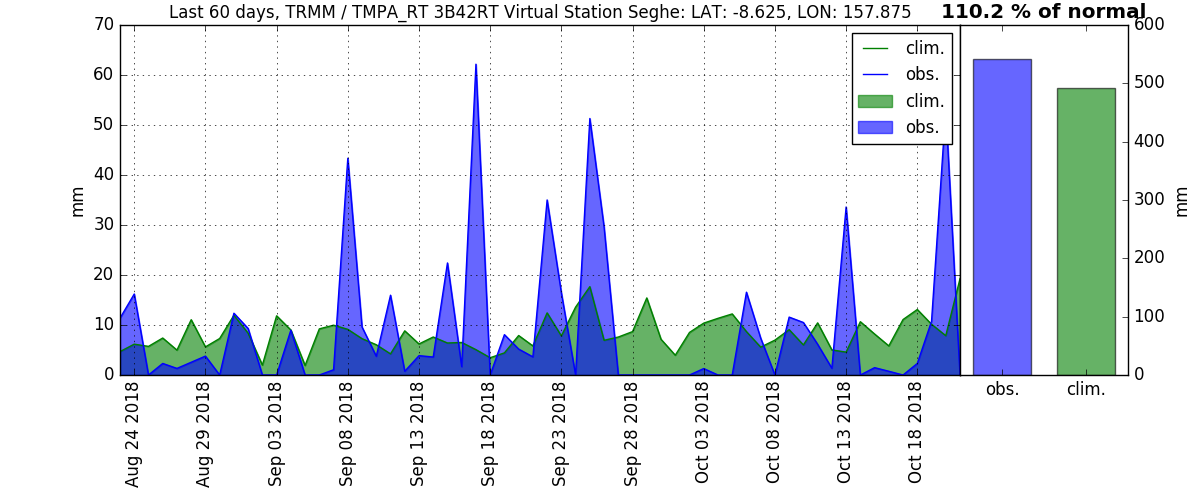 Last 60 days, TRMM / TMPA_RT 3B42RT Virtual Station Seghe: LAT: -8.625, LON: 157.875
110.2 % of normal
70
60
50
40
30
20
10
0
mm
clim.
obs.
clim.
obs.
600
500
400
300
200
100
0
mm
Aug 24 2018
Aug 29 2018
Sep 03 2018
Sep 08 2018
Sep 13 2018
Sep 18 2018
Sep 23 2018
Sep 28 2018
Oct 03 2018
Oct 08 2018
Oct 13 2018
Oct 18 2018
obs.
clim.